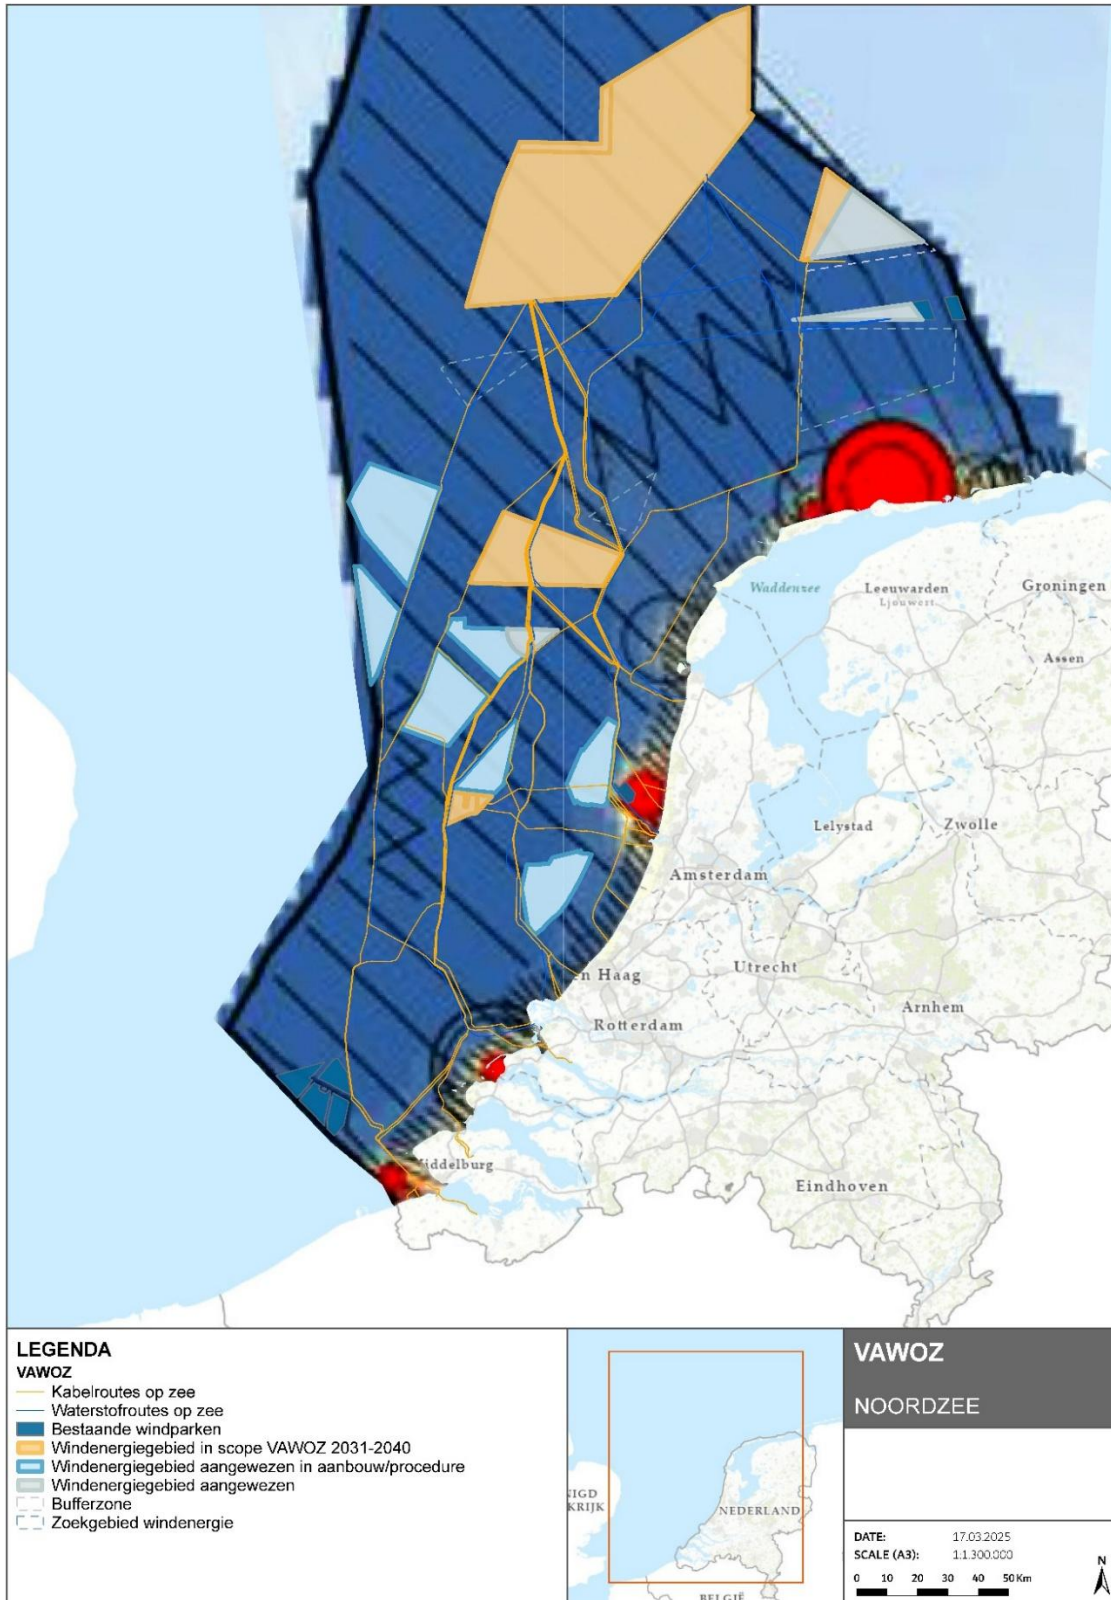 Waddenzee
Leeuwarden
Ljouwert
Groningen
Assen
Lelystad
Zwolle
Amsterdam
Utrecht
n Haag
Arnhem
Rotterdam
iddelburg
Eindhoven
LEGENDA
VAWOZ
Kabelroutes op zee
Waterstofroutes op zee
Bestaande windparken
Windenergiegebied in scope VAWOZ 2031-2040
Windenergiegebied aangewezen in aanbouw/procedure
Windenergiegebied aangewezen
Bufferzone
Zoekgebied windenergie
NIGD
KRIJK
NEDERLAND
BELGIË
VAWOZ
NOORDZEE
DATE: 17.03.2025
SCALE (A3): 1:1.300.000
0 10 20 30 40 50 Km
N